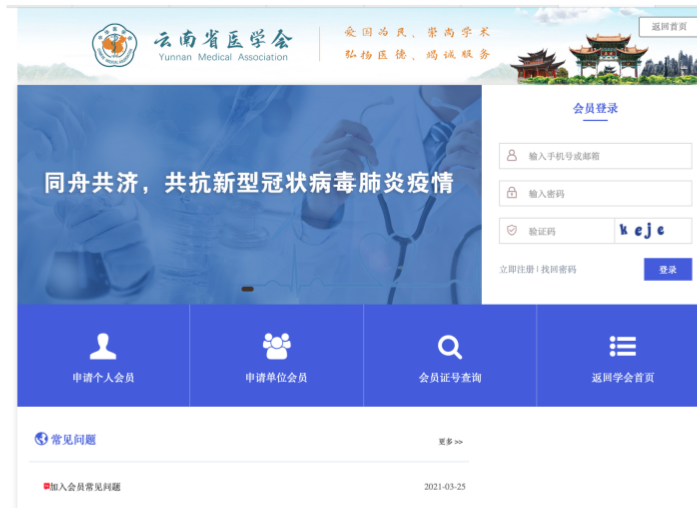 云南省医学会
Yunnan Medical Association
爱国为民、崇尚学术
弘扬医德、竭诚服务
返回首页
同舟共济，共抗新型冠状病毒肺炎疫情
会员登录
输入手机号或邮箱
输入密码
验证码
keje
立即注册 | 找回密码
登录
申请个人会员
申请单位会员
会员证号查询
返回学会首页
常见问题
更多>>
加入会员常见问题
2021-03-25